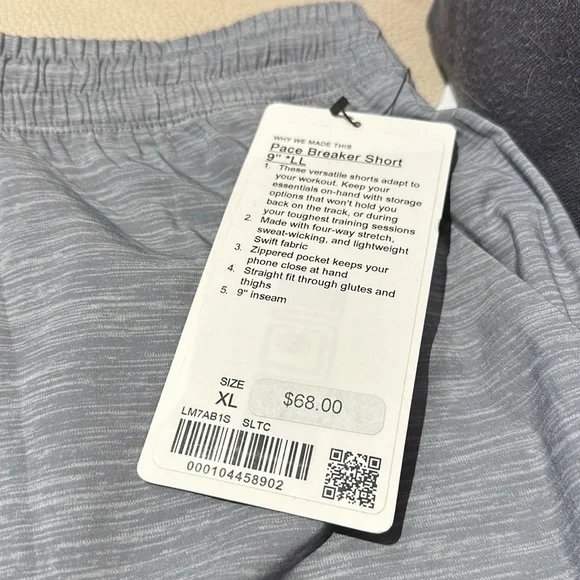 WHY WE MADE THIS
Pace Breaker Short
9" *LL
1. These versatile shorts adapt to
your workout. Keep your
essentials on-hand with storage
options that won't hold you
back on the track, or during
your toughest training sessions
2. Made with four-way stretch,
sweat-wicking, and lightweight
Swift fabric
3. Zippered pocket keeps your
phone close at hand
4. Straight fit through glutes and
thighs
5. 9" inseam
SIZE
XL
$68.00
LM7AB1S SLTC
000104458902